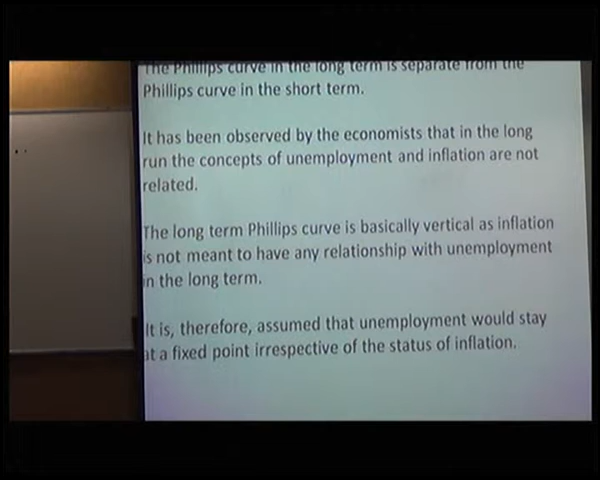 The Phillips curve in the long term is separate from the
Phillips curve in the short term.
It has been observed by the economists that in the long
run the concepts of unemployment and inflation are not
related.
The long term Phillips curve is basically vertical as inflation
is not meant to have any relationship with unemployment
in the long term.
It is, therefore, assumed that unemployment would stay
at a fixed point irrespective of the status of inflation.